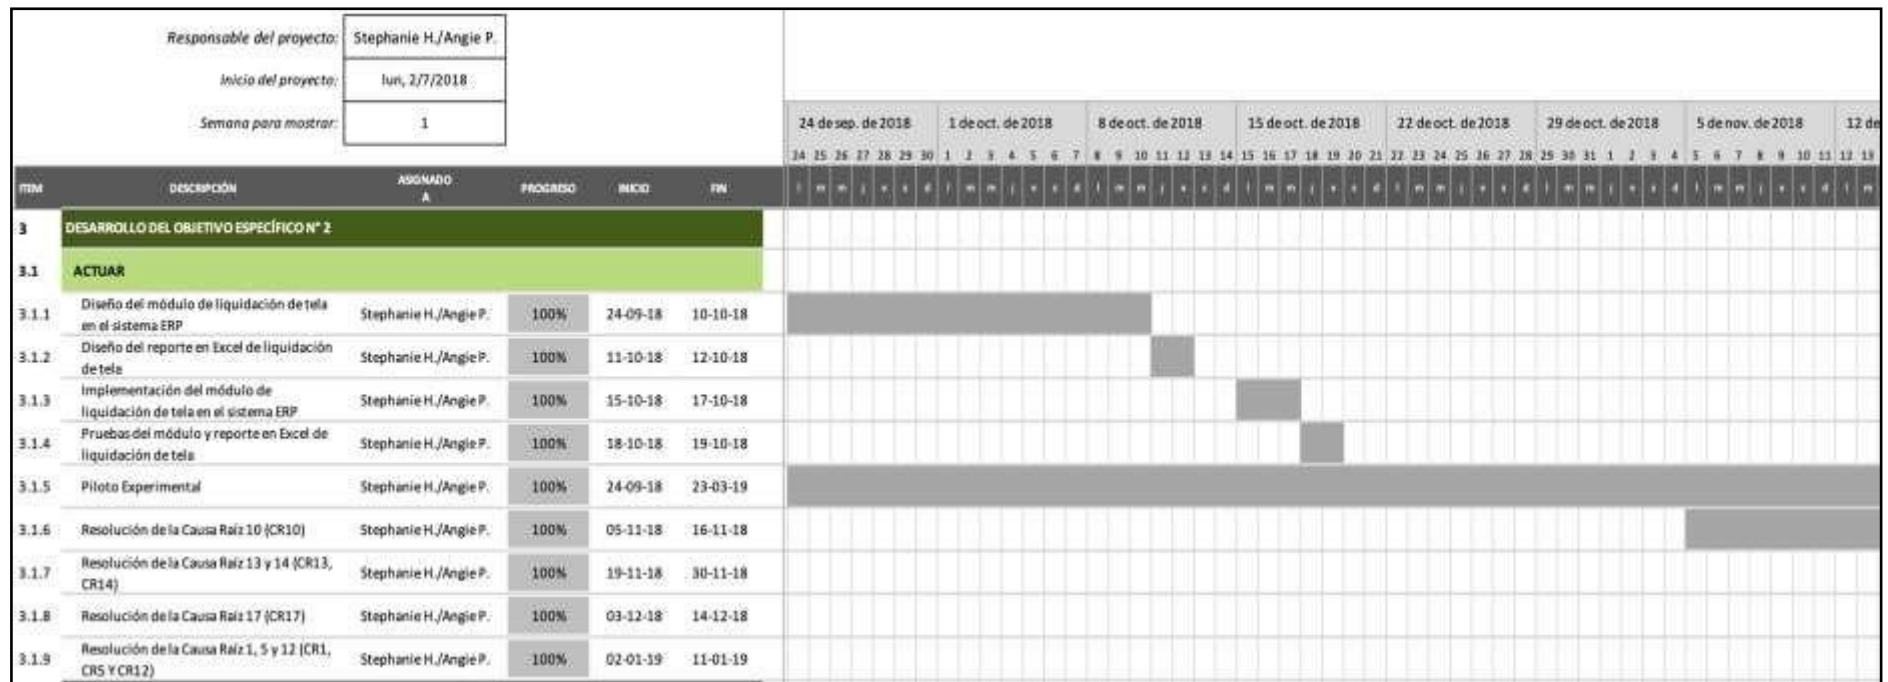 Responsable del proyecto: Stephanie H./Angie P.
Inicio del proyecto: lun, 2/7/2018
Semana para mostrar: 1
24 de sep. de 2018 1 de oct. de 2018 8 de oct. de 2018 15 de oct. de 2018 22 de oct. de 2018 29 de oct. de 2018 5 de nov. de 2018 12 de
24 25 26 27 28 29 30 1 2 3 4 5 6 7 8 9 10 11 12 13 14 15 16 17 18 19 20 21 22 23 24 25 26 27 28 29 30 31 1 2 3 4 5 6 7 8 9 10 11 12 13
ITEM DESCRIPCIÓN ASIGNADO PROGRESO INICIO FIN l m m j v s d l m m j v s d l m m j v s d l m m j v s d l m m j v s d l m m j v s d l m m j v s d l m
A
3 DESARROLLO DEL OBJETIVO ESPECÍFICO N° 2
3.1 ACTUAR
3.1.1 Diseño del módulo de liquidación de tela Stephanie H./Angie P. 100% 24-09-18 10-10-18
en el sistema ERP
3.1.2 Diseño del reporte en Excel de liquidación Stephanie H./Angie P. 100% 11-10-18 12-10-18
de tela
3.1.3 Implementación del módulo de Stephanie H./Angie P. 100% 15-10-18 17-10-18
liquidación de tela en el sistema ERP
3.1.4 Pruebas del módulo y reporte en Excel de Stephanie H./Angie P. 100% 18-10-18 19-10-18
liquidación de tela
3.1.5 Piloto Experimental Stephanie H./Angie P. 100% 24-09-18 23-03-19
3.1.6 Resolución de la Causa Raíz 10 (CR10) Stephanie H./Angie P. 100% 05-11-18 16-11-18
3.1.7 Resolución de la Causa Raíz 13 y 14 (CR13, Stephanie H./Angie P. 100% 19-11-18 30-11-18
CR14)
3.1.8 Resolución de la Causa Raíz 17 (CR17) Stephanie H./Angie P. 100% 03-12-18 14-12-18
3.1.9 Resolución de la Causa Raíz 1, 5 y 12 (CR1, Stephanie H./Angie P. 100% 02-01-19 11-01-19
CR5 Y CR12)